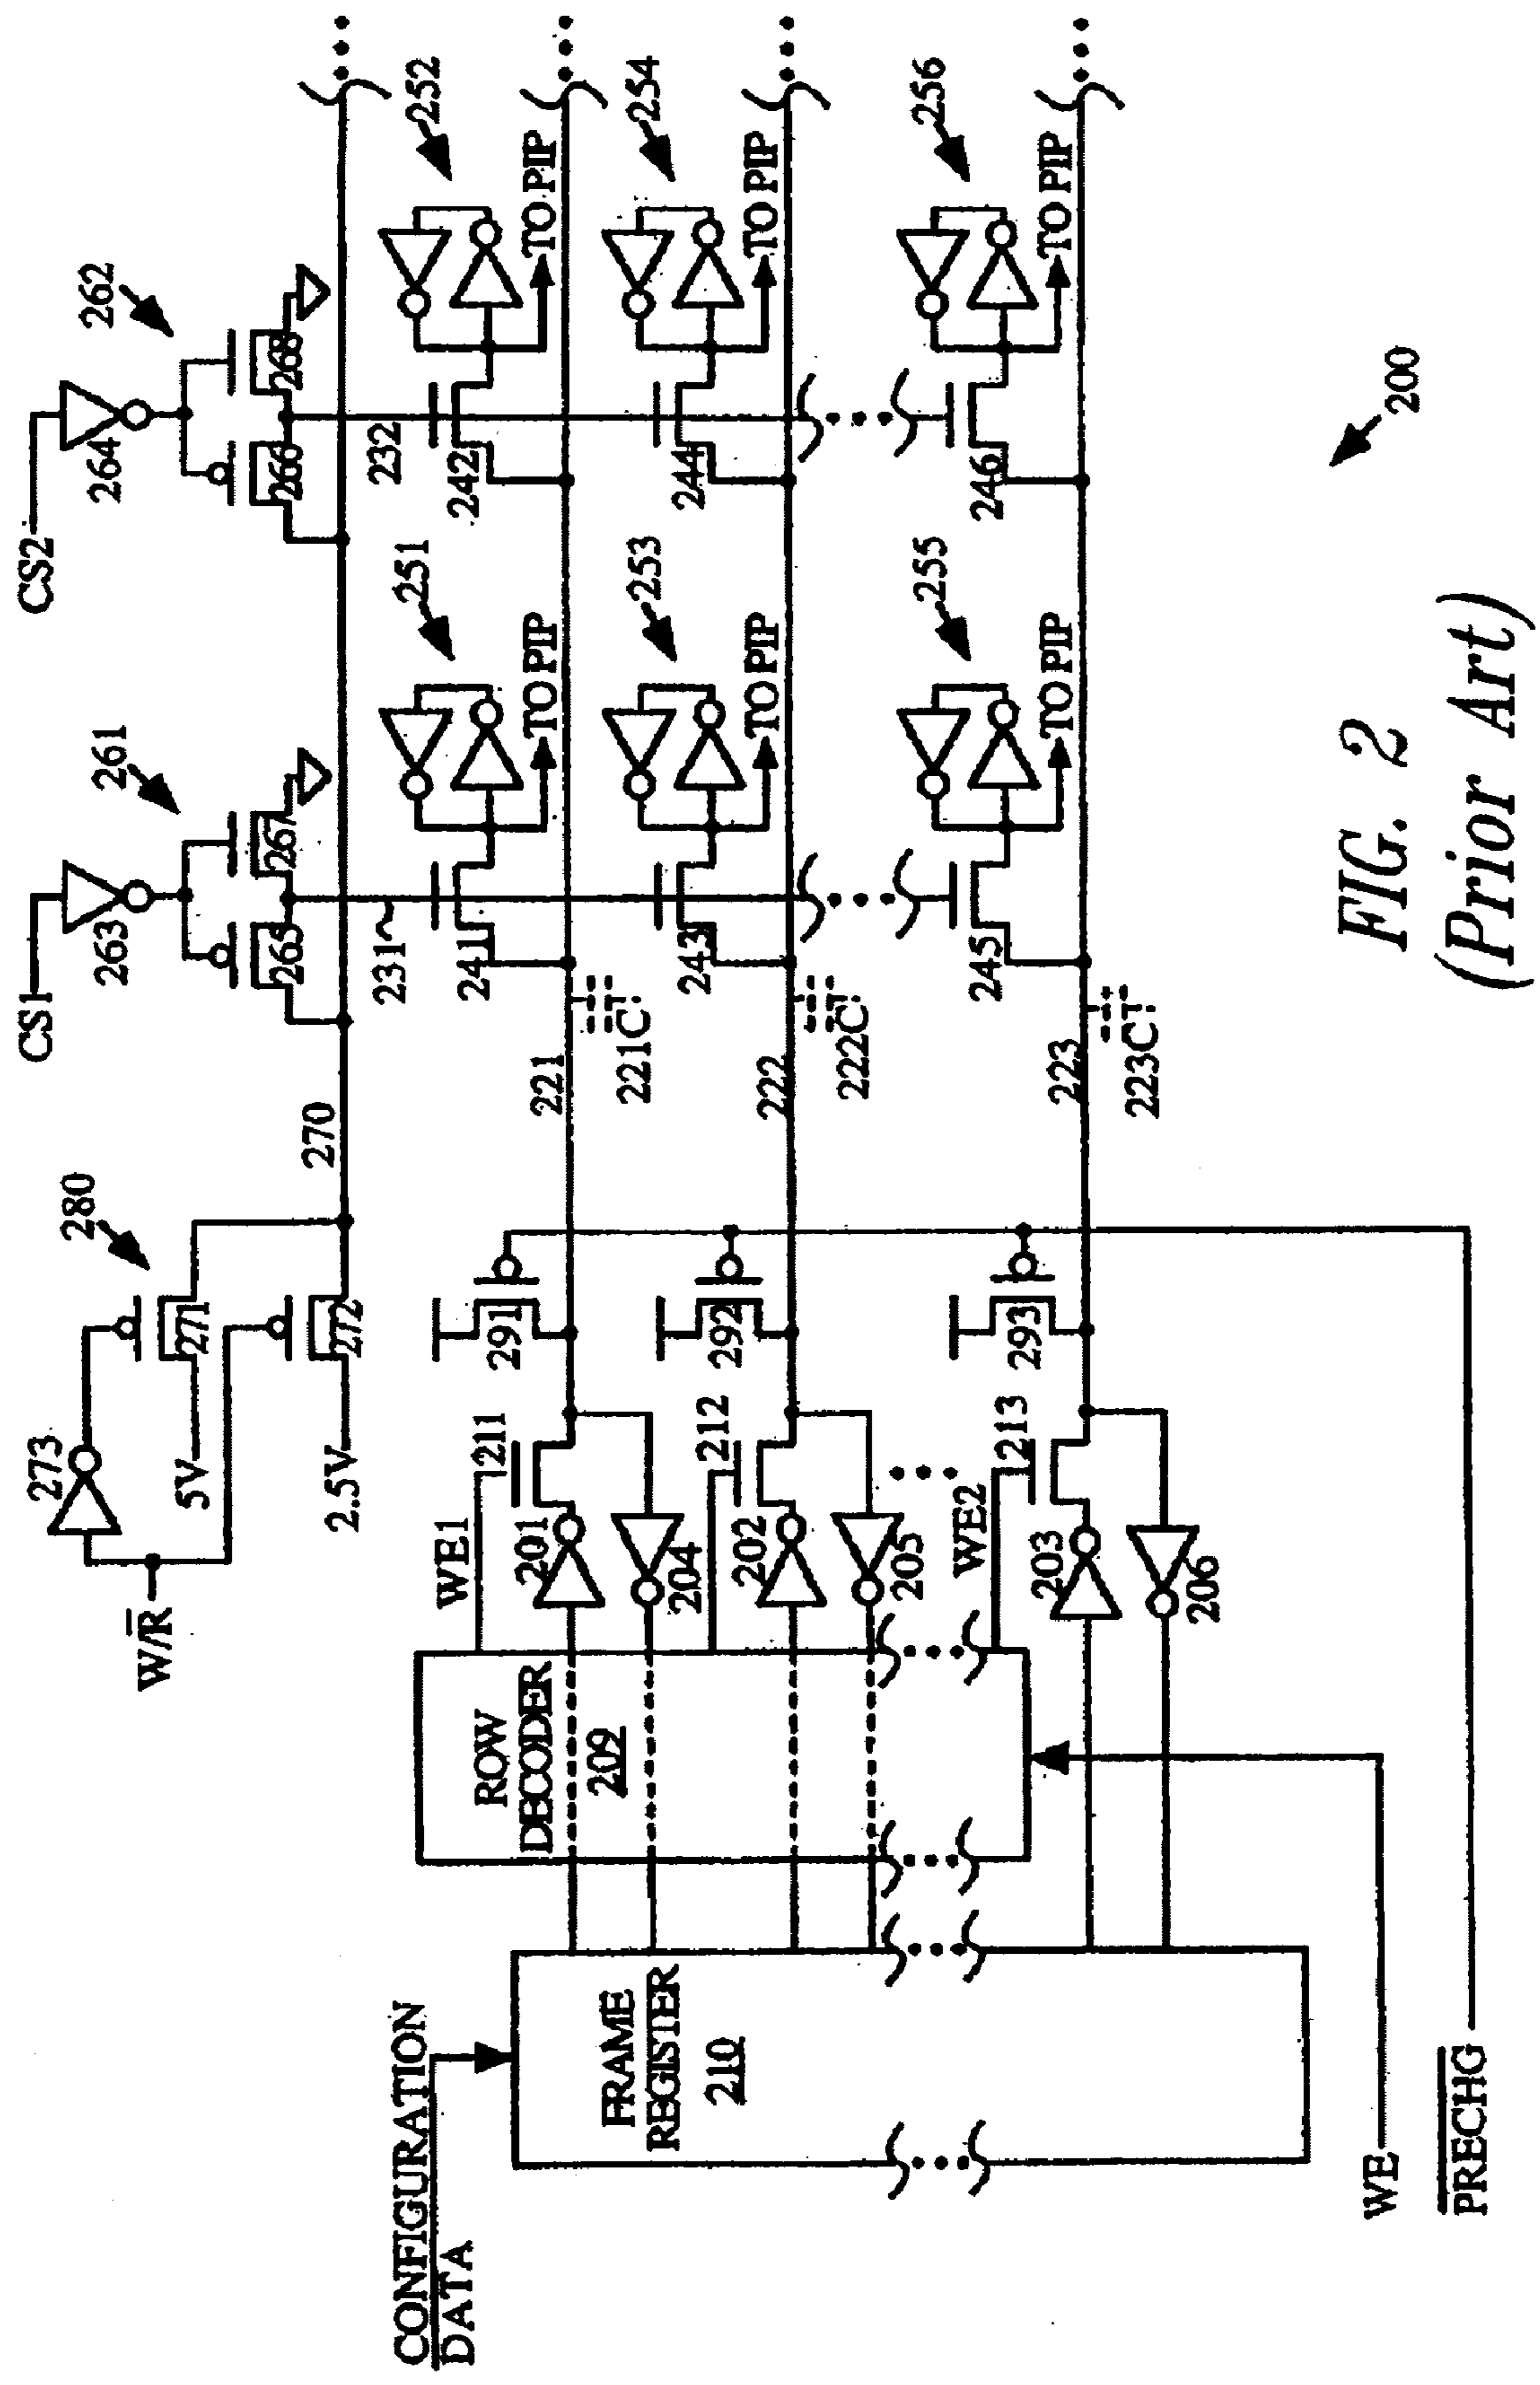 CS1
CS2
263
264
261
262
265
267
266
268
W/R
273
280
5V
271
2.5V
272
270
231
232
241
251
TO PIP
242
252
TO PIP
WE1
211
201
204
291
221
221C
243
253
TO PIP
244
254
TO PIP
212
202
205
292
222
222C
245
255
TO PIP
246
256
TO PIP
WE2
213
203
206
293
223
223C
CONFIGURATION
DATA
FRAME
REGISTER
210
ROW
DECODER
209
WE
PRECHG
200
FIG. 2
(Prior Art)